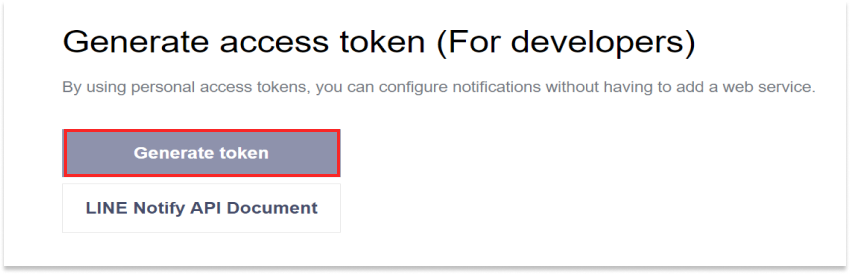 Generate access token (For developers)
By using personal access tokens, you can configure notifications without having to add a web service.
Generate token
LINE Notify API Document